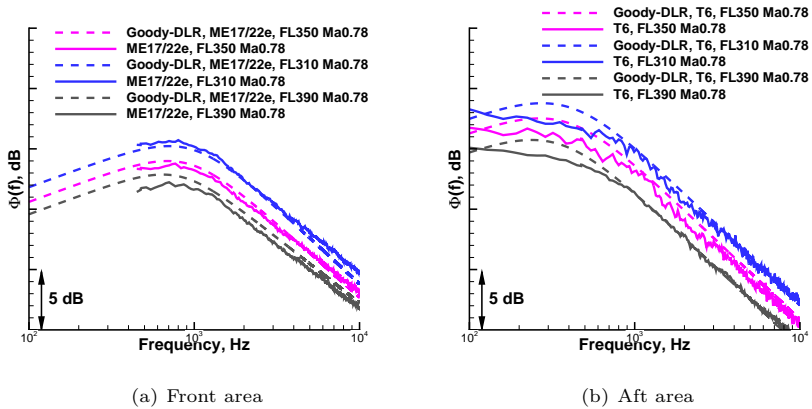 Goody-DLR, ME17/22e, FL350 Ma0.78
ME17/22e, FL350 Ma0.78
Goody-DLR, ME17/22e, FL310 Ma0.78
ME17/22e, FL310 Ma0.78
Goody-DLR, ME17/22e, FL390 Ma0.78
ME17/22e, FL390 Ma0.78
Φ(f), dB
5 dB
10²
10³
10⁴
Frequency, Hz
(a) Front area
Goody-DLR, T6, FL350 Ma0.78
T6, FL350 Ma0.78
Goody-DLR, T6, FL310 Ma0.78
T6, FL310 Ma0.78
Goody-DLR, T6, FL390 Ma0.78
T6, FL390 Ma0.78
Φ(f), dB
5 dB
10²
10³
10⁴
Frequency, Hz
(b) Aft area